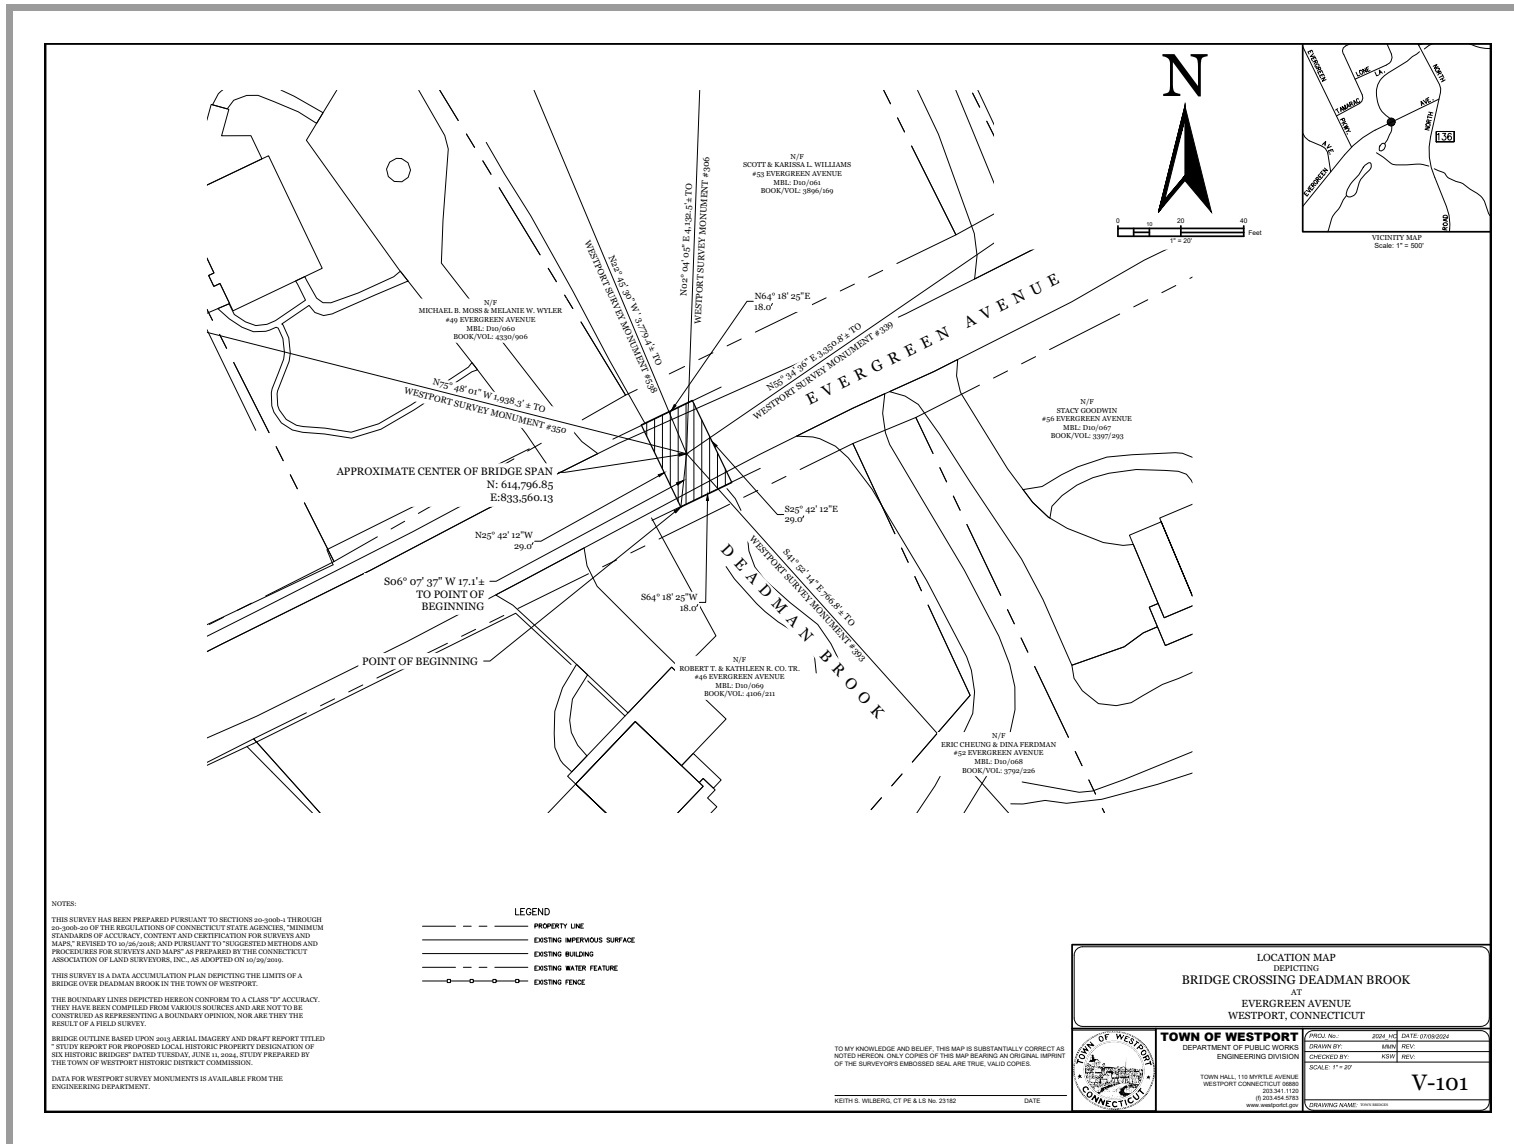 N
0
10
20
40
Feet
1" = 20'
EVERGREEN
PKWY.
LONE
LA.
TAMARAC
NORTH
AVE.
NORTH
136
AVE.
EVERGREEN
ROAD
VICINITY MAP
Scale: 1" = 500'
N/F
SCOTT & KARISSA L. WILLIAMS
#53 EVERGREEN AVENUE
MBL: D10/061
BOOK/VOL: 3896/169
N02° 04' 05" E 4,132.5'± TO
WESTPORT SURVEY MONUMENT #306
N22° 45' 30" W 3,779.4'± TO
WESTPORT SURVEY MONUMENT #538
N64° 18' 25"E
18.0'
N/F
MICHAEL B. MOSS & MELANIE W. WYLER
#49 EVERGREEN AVENUE
MBL: D10/060
BOOK/VOL: 4330/906
N55° 34' 36" E 3,350.8'± TO
WESTPORT SURVEY MONUMENT #339
EVERGREEN AVENUE
N75° 48' 01" W 1,938.3' ± TO
WESTPORT SURVEY MONUMENT #350
N/F
STACY GOODWIN
#56 EVERGREEN AVENUE
MBL: D10/067
BOOK/VOL: 3397/293
APPROXIMATE CENTER OF BRIDGE SPAN
N: 614,796.85
E:833,560.13
S25° 42' 12"E
29.0'
N25° 42' 12"W
29.0'
S41° 52' 14" E 766.8'± TO
WESTPORT SURVEY MONUMENT #393
DEADMAN BROOK
S06° 07' 37" W 17.1'±
TO POINT OF
BEGINNING
S64° 18' 25"W
18.0'
POINT OF BEGINNING
N/F
ROBERT T. & KATHLEEN R. CO. TR.
#46 EVERGREEN AVENUE
MBL: D10/069
BOOK/VOL: 4106/211
N/F
ERIC CHEUNG & DINA FERDMAN
#52 EVERGREEN AVENUE
MBL: D10/068
BOOK/VOL: 3792/226
NOTES:
THIS SURVEY HAS BEEN PREPARED PURSUANT TO SECTIONS 20-300b-1 THROUGH
20-300b-20 OF THE REGULATIONS OF CONNECTICUT STATE AGENCIES, "MINIMUM
STANDARDS OF ACCURACY, CONTENT AND CERTIFICATION FOR SURVEYS AND
MAPS," REVISED TO 10/26/2018; AND PURSUANT TO "SUGGESTED METHODS AND
PROCEDURES FOR SURVEYS AND MAPS" AS PREPARED BY THE CONNECTICUT
ASSOCIATION OF LAND SURVEYORS, INC., AS ADOPTED ON 10/29/2019.
THIS SURVEY IS A DATA ACCUMULATION PLAN DEPICTING THE LIMITS OF A
BRIDGE OVER DEADMAN BROOK IN THE TOWN OF WESTPORT.
THE BOUNDARY LINES DEPICTED HEREON CONFORM TO A CLASS "D" ACCURACY.
THEY HAVE BEEN COMPILED FROM VARIOUS SOURCES AND ARE NOT TO BE
CONSTRUED AS REPRESENTING A BOUNDARY OPINION, NOR ARE THEY THE
RESULT OF A FIELD SURVEY.
BRIDGE OUTLINE BASED UPON 2013 AERIAL IMAGERY AND DRAFT REPORT TITLED
" STUDY REPORT FOR PROPOSED LOCAL HISTORIC PROPERTY DESIGNATION OF
SIX HISTORIC BRIDGES" DATED TUESDAY, JUNE 11, 2024, STUDY PREPARED BY
THE TOWN OF WESTPORT HISTORIC DISTRICT COMMISSION.
DATA FOR WESTPORT SURVEY MONUMENTS IS AVAILABLE FROM THE
ENGINEERING DEPARTMENT.
LEGEND
PROPERTY LINE
EXISTING IMPERVIOUS SURFACE
EXISTING BUILDING
EXISTING WATER FEATURE
EXISTING FENCE
TO MY KNOWLEDGE AND BELIEF, THIS MAP IS SUBSTANTIALLY CORRECT AS
NOTED HEREON. ONLY COPIES OF THIS MAP BEARING AN ORIGINAL IMPRINT
OF THE SURVEYOR'S EMBOSSED SEAL ARE TRUE, VALID COPIES.
KEITH S. WILBERG, CT PE & LS No. 23182 DATE
LOCATION MAP
DEPICTING
BRIDGE CROSSING DEADMAN BROOK
AT
EVERGREEN AVENUE
WESTPORT, CONNECTICUT
TOWN OF WESTPORT
CONNECTICUT
TOWN OF WESTPORT
DEPARTMENT OF PUBLIC WORKS
ENGINEERING DIVISION
TOWN HALL, 110 MYRTLE AVENUE
WESTPORT CONNECTICUT 06880
203.341.1120
(f) 203.454.5783
www.westportct.gov
PROJ. No.: 2024_HC DATE: 07/09/2024
DRAWN BY: MMN REV:
CHECKED BY: KSW REV:
SCALE: 1" = 20'
V-101
DRAWING NAME: TOWN BRIDGES